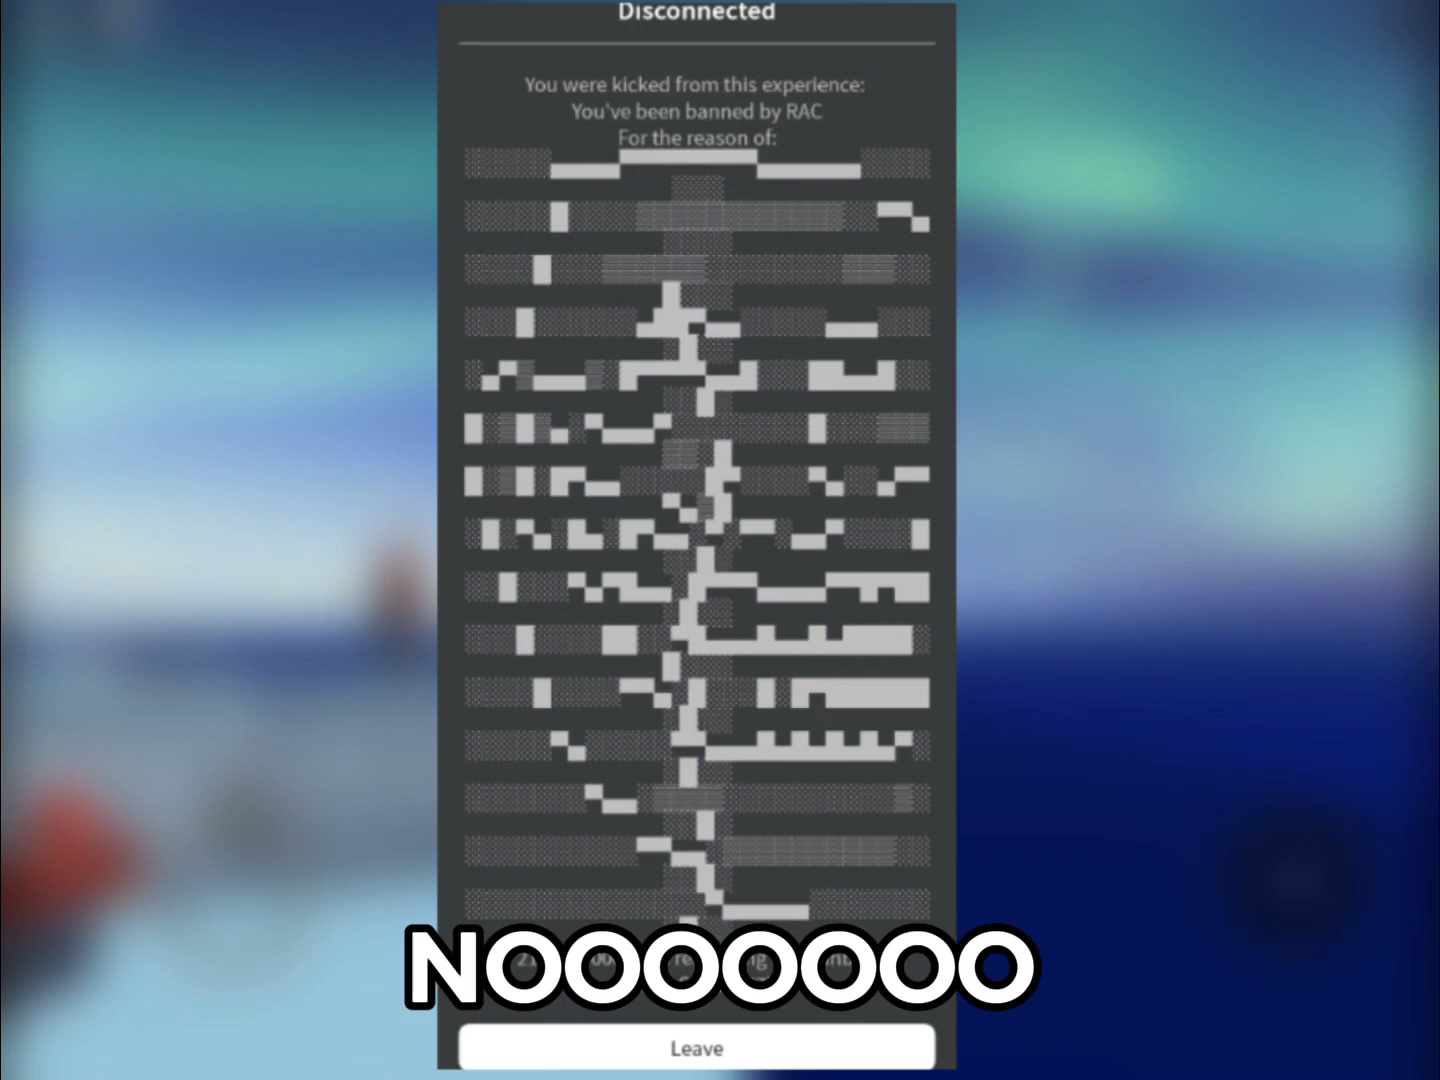 Disconnected
You were kicked from this experience:
You've been banned by RAC
For the reason of:
NOOOOOOO
Leave